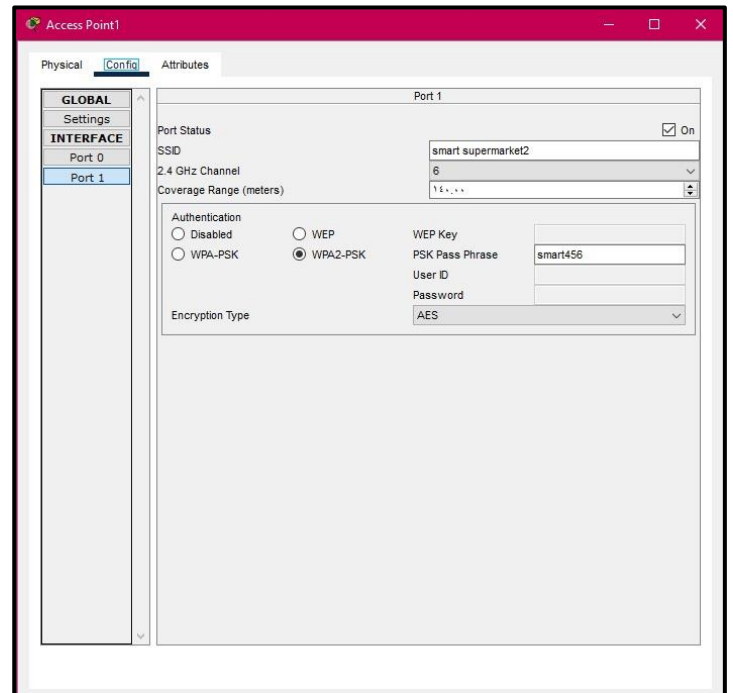 Access Point1
Physical Config Attributes
GLOBAL
Settings
INTERFACE
Port 0
Port 1
Port 1
Port Status On
SSID smart supermarket2
2.4 GHz Channel 6
Coverage Range (meters) ١٤٠,٠٠
Authentication
Disabled WEP WEP Key
WPA-PSK WPA2-PSK PSK Pass Phrase smart456
User ID
Password
Encryption Type AES